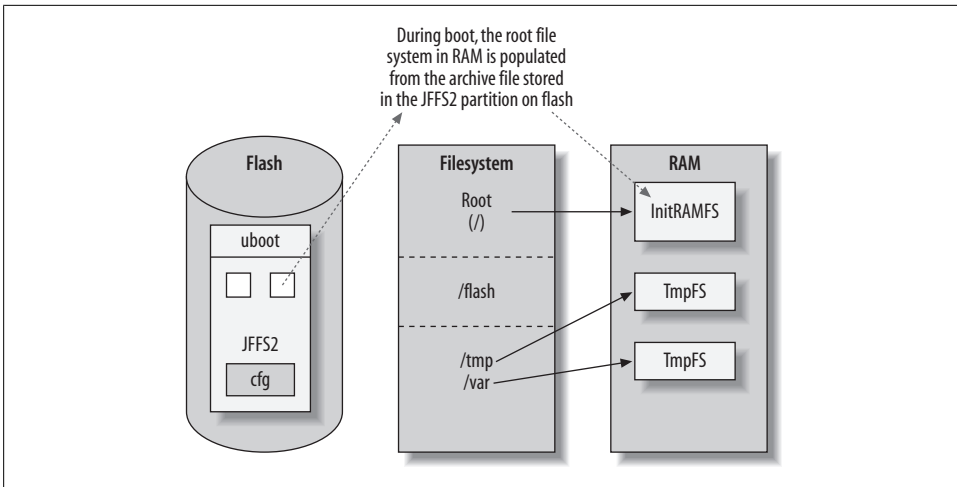 During boot, the root file
system in RAM is populated
from the archive file stored
in the JFFS2 partition on flash
Flash
uboot
JFFS2
cfg
Filesystem
Root
(/)
/flash
/tmp
/var
RAM
InitRAMFS
TmpFS
TmpFS